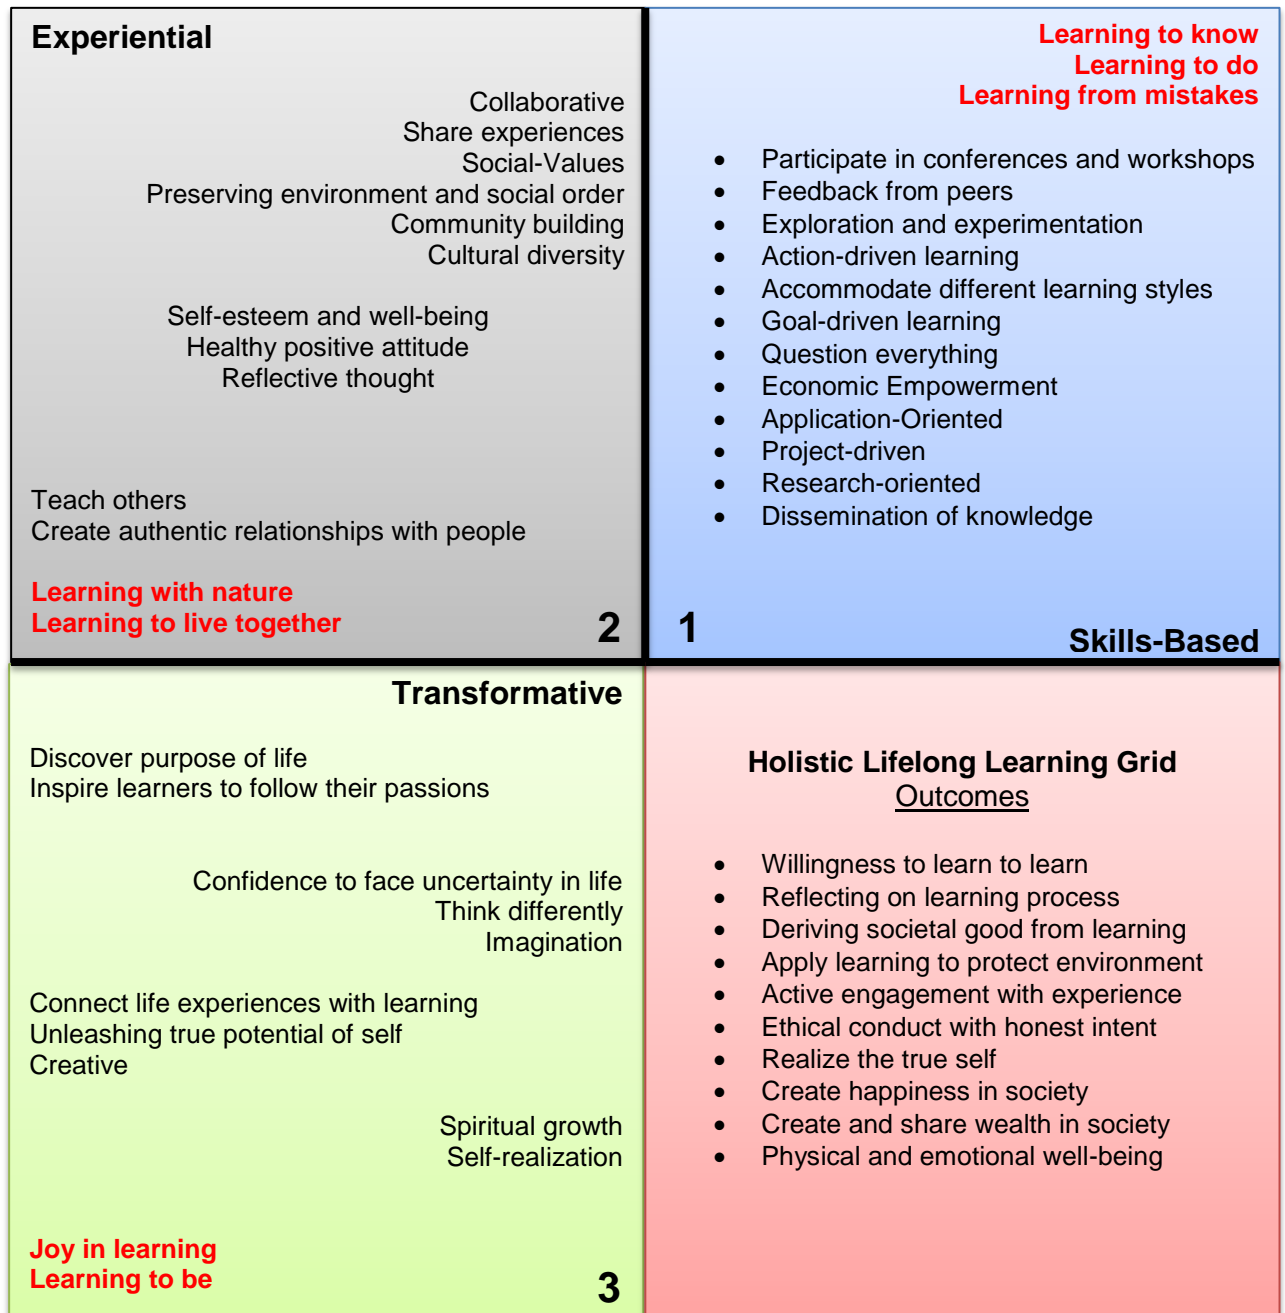 Experiential
Collaborative
Share experiences
Social-Values
Preserving environment and social order
Community building
Cultural diversity
Self-esteem and well-being
Healthy positive attitude
Reflective thought
Teach others
Create authentic relationships with people
Learning with nature
Learning to live together
2
Learning to know
Learning to do
Learning from mistakes
• Participate in conferences and workshops
• Feedback from peers
• Exploration and experimentation
• Action-driven learning
• Accommodate different learning styles
• Goal-driven learning
• Question everything
• Economic Empowerment
• Application-Oriented
• Project-driven
• Research-oriented
• Dissemination of knowledge
1
Skills-Based
Transformative
Discover purpose of life
Inspire learners to follow their passions
Confidence to face uncertainty in life
Think differently
Imagination
Connect life experiences with learning
Unleashing true potential of self
Creative
Spiritual growth
Self-realization
Joy in learning
Learning to be
3
Holistic Lifelong Learning Grid
Outcomes
• Willingness to learn to learn
• Reflecting on learning process
• Deriving societal good from learning
• Apply learning to protect environment
• Active engagement with experience
• Ethical conduct with honest intent
• Realize the true self
• Create happiness in society
• Create and share wealth in society
• Physical and emotional well-being